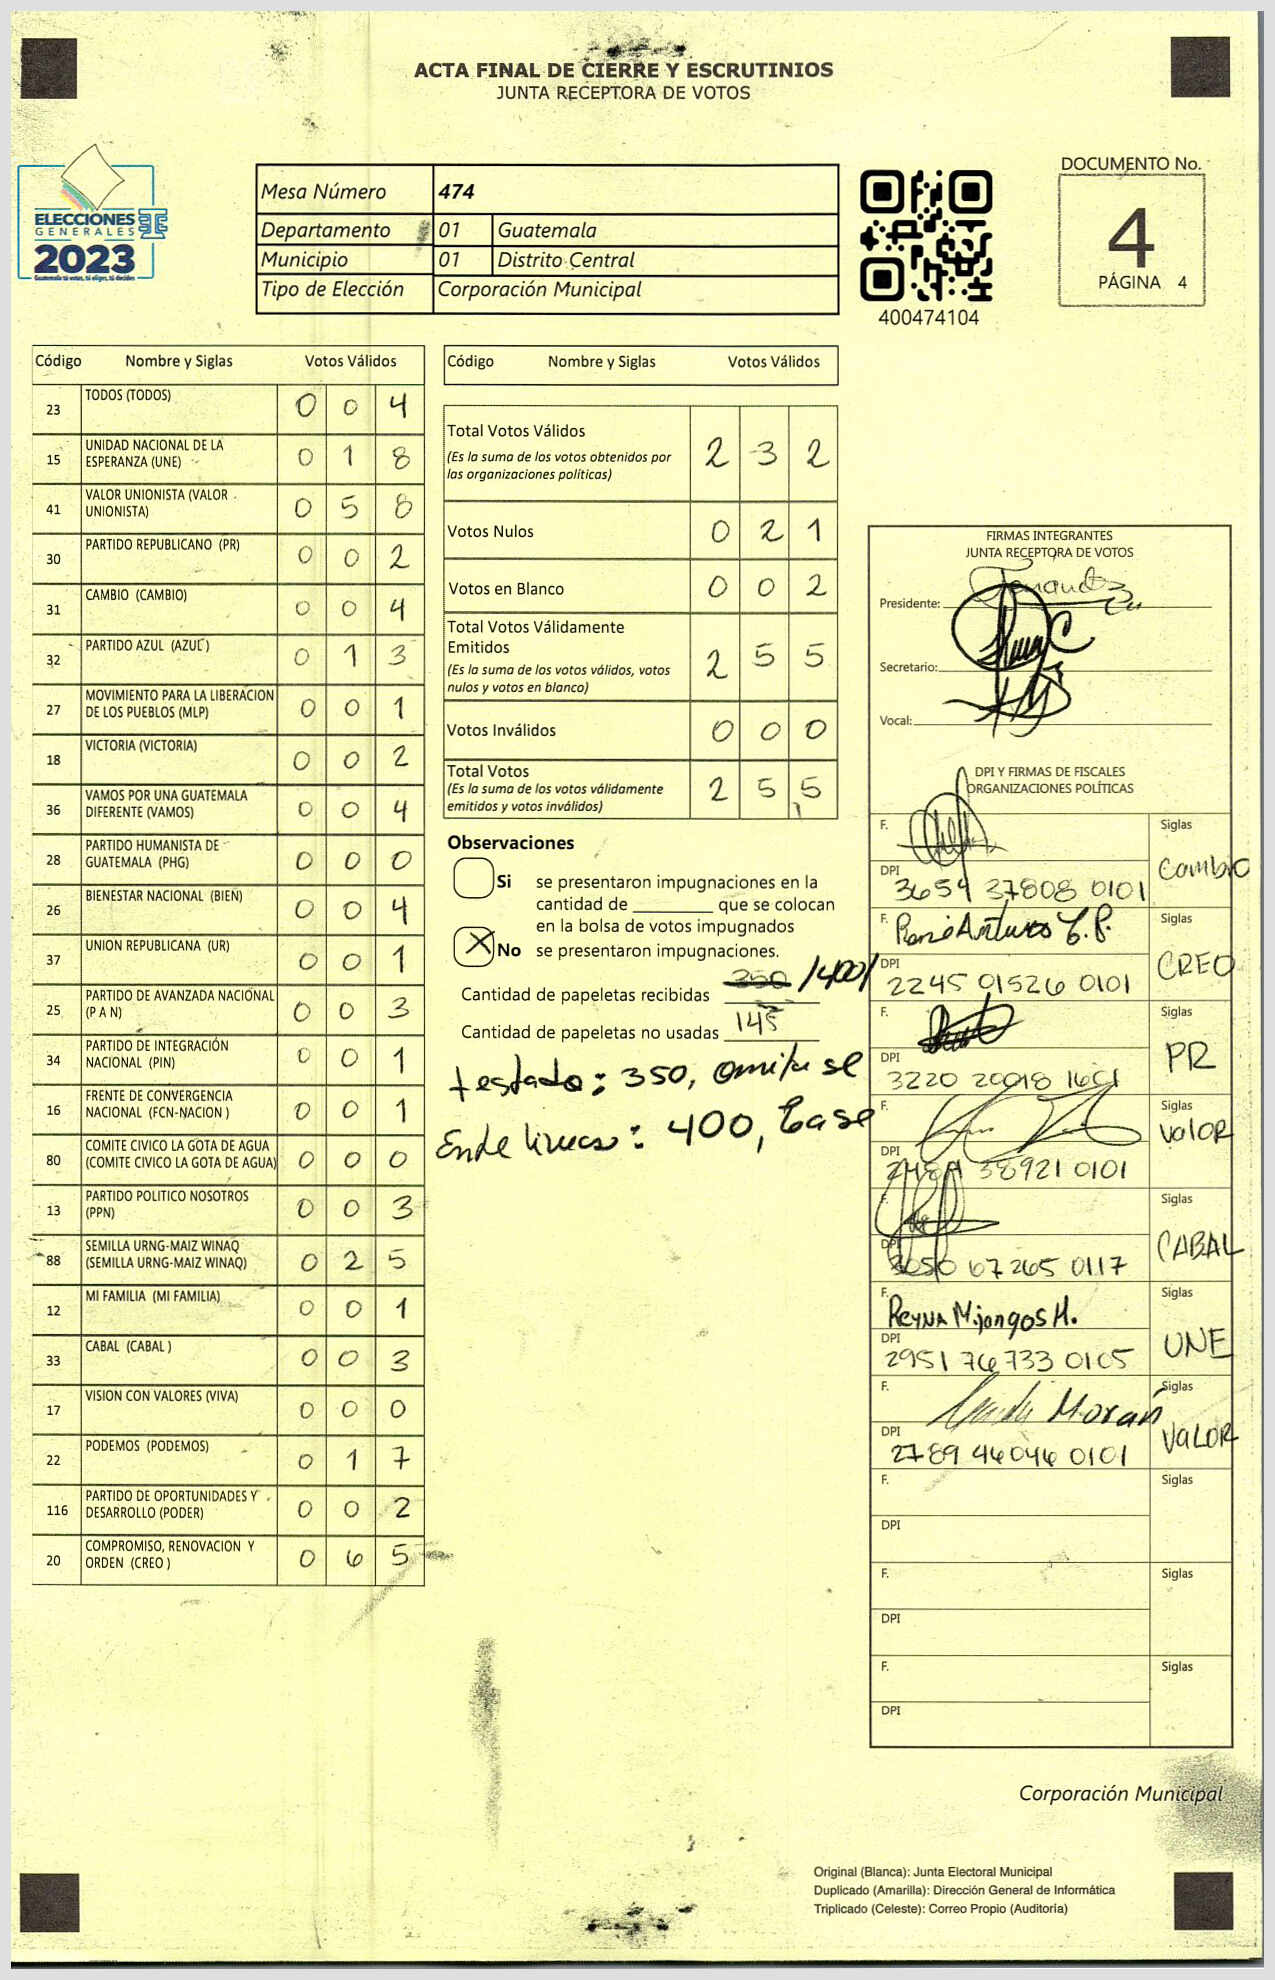 ACTA FINAL DE CIERRE Y ESCRUTINIOS
JUNTA RECEPTORA DE VOTOS
ELECCIONES
GENERALES
2023
Guatemala tú votas, tú eliges, tú decides
Mesa Número 474
Departamento 01 Guatemala
Municipio 01 Distrito Central
Tipo de Elección Corporación Municipal
400474104
DOCUMENTO No.
4
PÁGINA 4
Código Nombre y Siglas Votos Válidos
23 TODOS (TODOS) 0 0 4
15 UNIDAD NACIONAL DE LA
ESPERANZA (UNE) 0 1 8
41 VALOR UNIONISTA (VALOR
UNIONISTA) 0 5 8
30 PARTIDO REPUBLICANO (PR) 0 0 2
31 CAMBIO (CAMBIO) 0 0 4
32 PARTIDO AZUL (AZUL) 0 1 3
27 MOVIMIENTO PARA LA LIBERACION
DE LOS PUEBLOS (MLP) 0 0 1
18 VICTORIA (VICTORIA) 0 0 2
36 VAMOS POR UNA GUATEMALA
DIFERENTE (VAMOS) 0 0 4
28 PARTIDO HUMANISTA DE
GUATEMALA (PHG) 0 0 0
26 BIENESTAR NACIONAL (BIEN) 0 0 4
37 UNION REPUBLICANA (UR) 0 0 1
25 PARTIDO DE AVANZADA NACIONAL
(P A N) 0 0 3
34 PARTIDO DE INTEGRACIÓN
NACIONAL (PIN) 0 0 1
16 FRENTE DE CONVERGENCIA
NACIONAL (FCN-NACION) 0 0 1
80 COMITE CIVICO LA GOTA DE AGUA
(COMITE CIVICO LA GOTA DE AGUA) 0 0 0
13 PARTIDO POLITICO NOSOTROS
(PPN) 0 0 3
88 SEMILLA URNG-MAIZ WINAQ
(SEMILLA URNG-MAIZ WINAQ) 0 2 5
12 MI FAMILIA (MI FAMILIA) 0 0 1
33 CABAL (CABAL) 0 0 3
17 VISION CON VALORES (VIVA) 0 0 0
22 PODEMOS (PODEMOS) 0 1 7
116 PARTIDO DE OPORTUNIDADES Y
DESARROLLO (PODER) 0 0 2
20 COMPROMISO, RENOVACION Y
ORDEN (CREO) 0 6 5
Código Nombre y Siglas Votos Válidos
Total Votos Válidos 2 3 2
(Es la suma de los votos obtenidos por
las organizaciones políticas)
Votos Nulos 0 2 1
Votos en Blanco 0 0 2
Total Votos Válidamente
Emitidos 2 5 5
(Es la suma de los votos válidos, votos
nulos y votos en blanco)
Votos Inválidos 0 0 0
Total Votos 2 5 5
(Es la suma de los votos válidamente
emitidos y votos inválidos)
Observaciones
Si se presentaron impugnaciones en la
cantidad de ________ que se colocan
en la bolsa de votos impugnados
X No se presentaron impugnaciones.
Cantidad de papeletas recibidas 350 /400/
Cantidad de papeletas no usadas 145
testado: 350, omitase
Entre lineas: 400, Lease
FIRMAS INTEGRANTES
JUNTA RECEPTORA DE VOTOS
Presidente:
Secretario:
Vocal:
DPI Y FIRMAS DE FISCALES
ORGANIZACIONES POLÍTICAS
F. Siglas
Cambio
DPI 3654 37808 0101
F. René Arturo Siglas
CREO
DPI 2245 01526 0101
F. Siglas
PR
DPI 3220 20018 1601
F. Siglas
Valor
DPI 38921 0101
F. Siglas
CABAL
DPI 3050 67265 0117
F. Reyna Mijangos M. Siglas
UNE
DPI 2951 76733 0105
F. Morán Siglas
VALOR
DPI 2789 46046 0101
F. Siglas
DPI
F. Siglas
DPI
F. Siglas
DPI
Corporación Municipal
Original (Blanca): Junta Electoral Municipal
Duplicado (Amarilla): Dirección General de Informática
Triplicado (Celeste): Correo Propio (Auditoría)